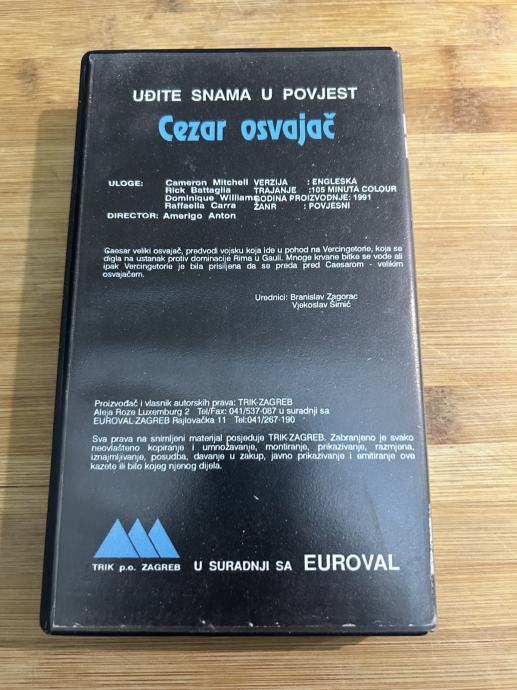 UĐITE SNAMA U POVJEST
Cezar osvajač
ULOGE: Cameron Mitchell VERZIJA : ENGLESKA
Rick Battaglia TRAJANJE :105 MINUTA COLOUR
Dominique Williams GODINA PROIZVODNJE: 1991
Raffaella Carra ŽANR : POVJESNI
DIRECTOR: Amerigo Anton
Caesar veliki osvajač, predvodi vojsku koja ide u pohod na Vercingetorie, koja se
digla na ustanak protiv dominacije Rima u Gauli. Mnoge krvane bitke se vode ali
ipak Vercingetorie je bila prisiljena da se preda pred Caesarom - velikim
osvajačem.
Urednici: Branislav Zagorac
Vjekoslav Šimić
Proizvođač i vlasnik autorskih prava: TRIK-ZAGREB
Aleja Roze Luxemburg 2 Tel/Fax: 041/537-087 u suradnji sa
EUROVAL-ZAGREB Rajlovačka 11 Tel:041/267-190
Sva prava na snimljeni materijal posjeduje TRIK-ZAGREB. Zabranjeno je svako
neovlašteno kopiranje i umnožavanje, montiranje, prikazivanje, razmjena,
iznajmljivanje, posudba, davanje u zakup, javno prikazivanje i emitiranje ove
kazete ili bilo kojeg njenog dijela.
TRIK p.o. ZAGREB U SURADNJI SA EUROVAL